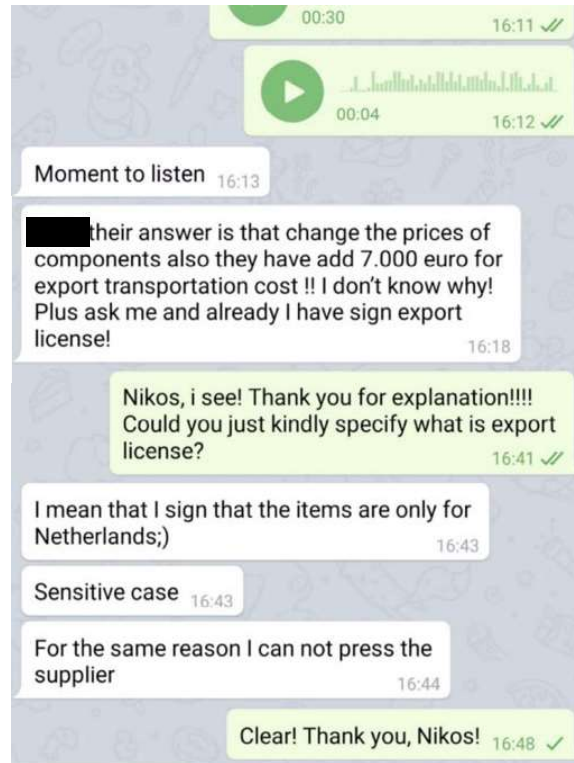 00:30
16:11
00:04
16:12
Moment to listen 16:13
their answer is that change the prices of
components also they have add 7.000 euro for
export transportation cost !! I don't know why!
Plus ask me and already I have sign export
license!
16:18
Nikos, i see! Thank you for explanation!!!!
Could you just kindly specify what is export
license?
16:41
I mean that I sign that the items are only for
Netherlands;)
16:43
Sensitive case 16:43
For the same reason I can not press the
supplier
16:44
Clear! Thank you, Nikos! 16:48